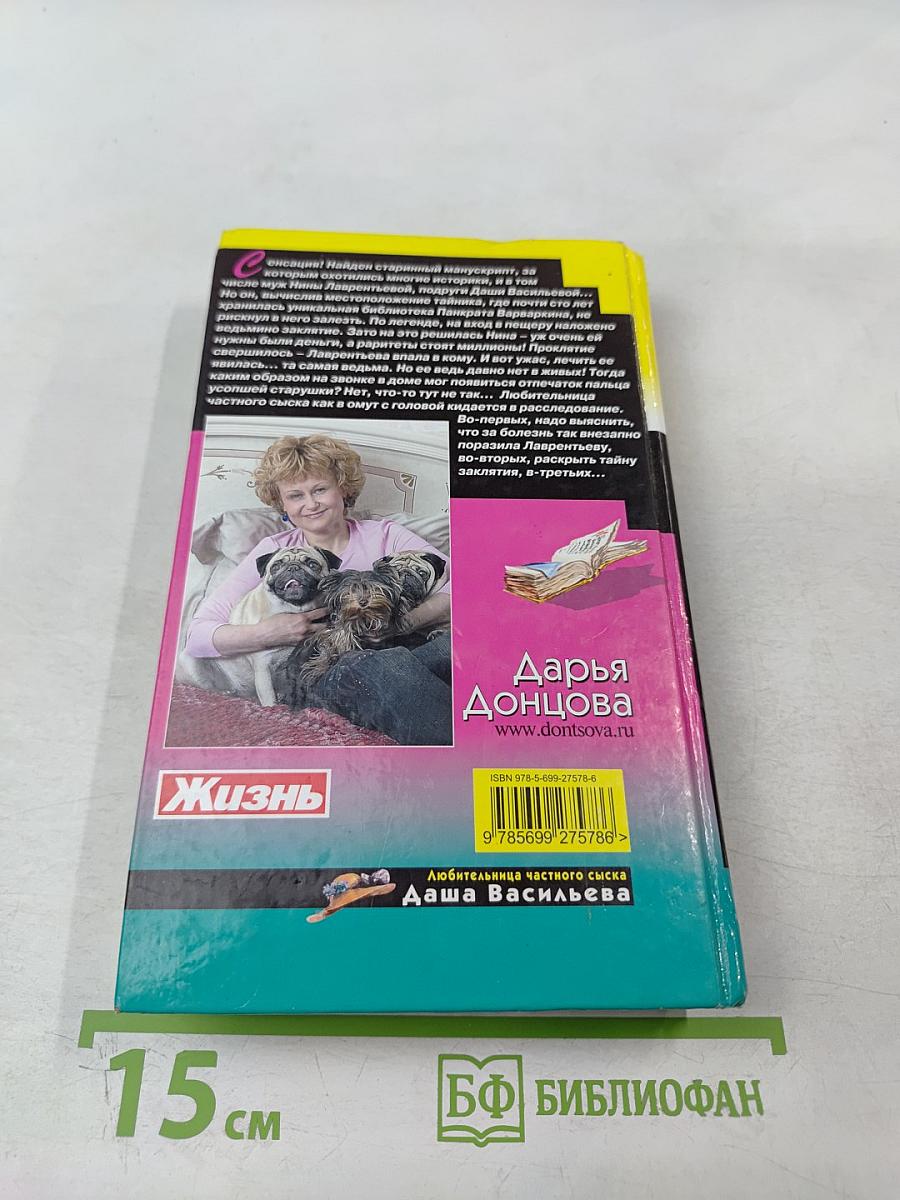 Сенсация! Найден старинный манускрипт, за
которым охотились многие историки, и в том
числе муж Нины Лаврентьевой, подруги Даши Васильевой...
Но он, вычислив местоположение тайника, где почти сто лет
хранилась уникальная библиотека Панкрата Варваркина, не
рискнул в него залезть. По легенде, на вход в пещеру наложено
ведьмино заклятие. Зато на это решилась Нина – уж очень ей
нужны были деньги, а раритеты стоят миллионы! Проклятие
свершилось – Лаврентьева впала в кому. И вот ужас, лечить ее
явилась... та самая ведьма. Но ее ведь давно нет в живых! Тогда
каким образом на звонке в доме мог появиться отпечаток пальца
усопшей старушки? Нет, что-то тут не так... Любительница
частного сыска как в омут с головой кидается в расследование.
Во-первых, надо выяснить,
что за болезнь так внезапно
поразила Лаврентьеву,
во-вторых, раскрыть тайну
заклятия, в-третьих...
Дарья
Донцова
www.dontsova.ru
Жизнь
ISBN 978-5-699-27578-6
9 785699 275786 >
Любительница частного сыска
Даша Васильева
15 см
БФ БИБЛИОФАН